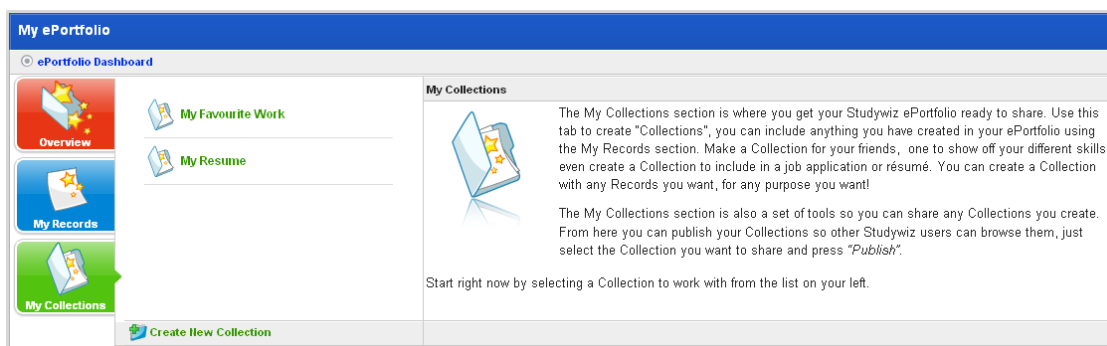 My ePortfolio
ePortfolio Dashboard
Overview
My Records
My Collections
My Favourite Work
My Resume
Create New Collection
My Collections
The My Collections section is where you get your Studywiz ePortfolio ready to share. Use this
tab to create "Collections", you can include anything you have created in your ePortfolio using
the My Records section. Make a Collection for your friends, one to show off your different skills
even create a Collection to include in a job application or résumé. You can create a Collection
with any Records you want, for any purpose you want!
The My Collections section is also a set of tools so you can share any Collections you create.
From here you can publish your Collections so other Studywiz users can browse them, just
select the Collection you want to share and press "Publish".
Start right now by selecting a Collection to work with from the list on your left.